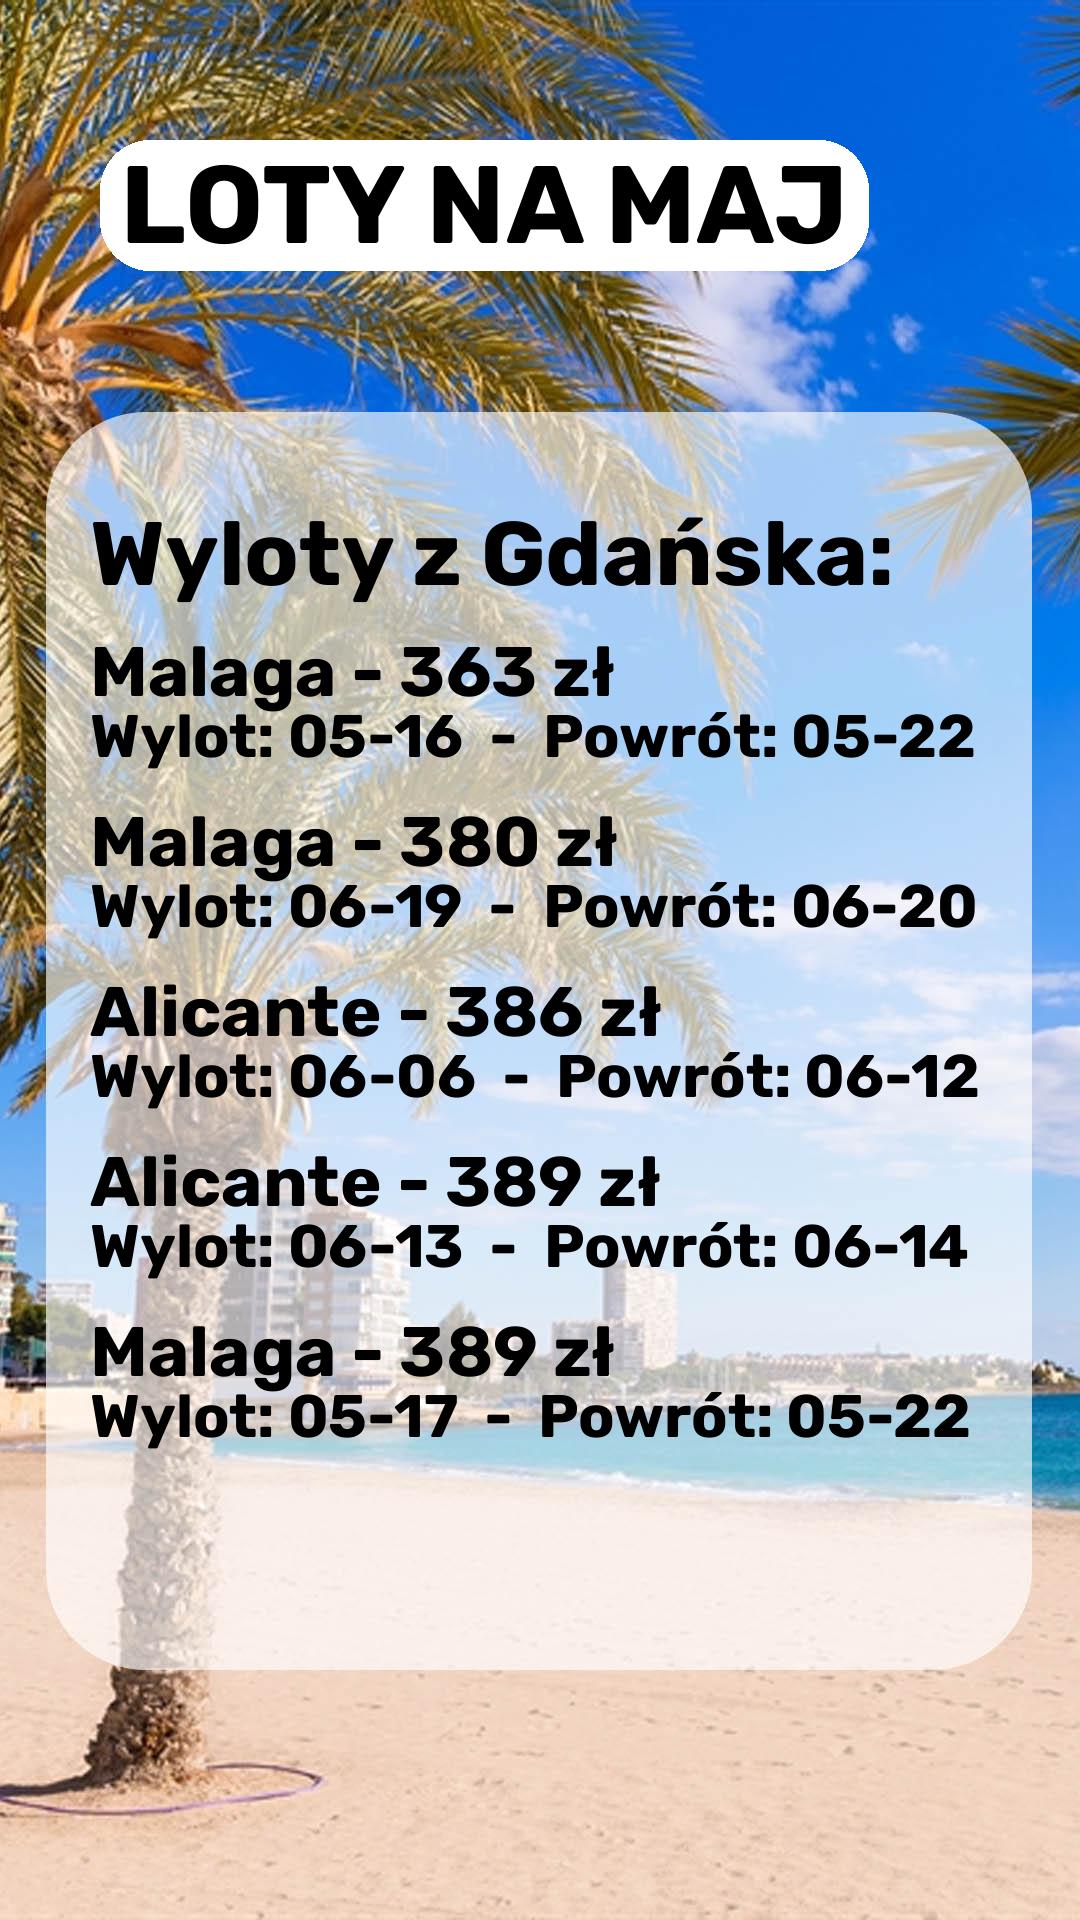 LOTY NA MAJ
Wyloty z Gdańska:
Malaga - 363 zł
Wylot: 05-16 - Powrót: 05-22
Malaga - 380 zł
Wylot: 06-19 - Powrót: 06-20
Alicante - 386 zł
Wylot: 06-06 - Powrót: 06-12
Alicante - 389 zł
Wylot: 06-13 - Powrót: 06-14
Malaga - 389 zł
Wylot: 05-17 - Powrót: 05-22